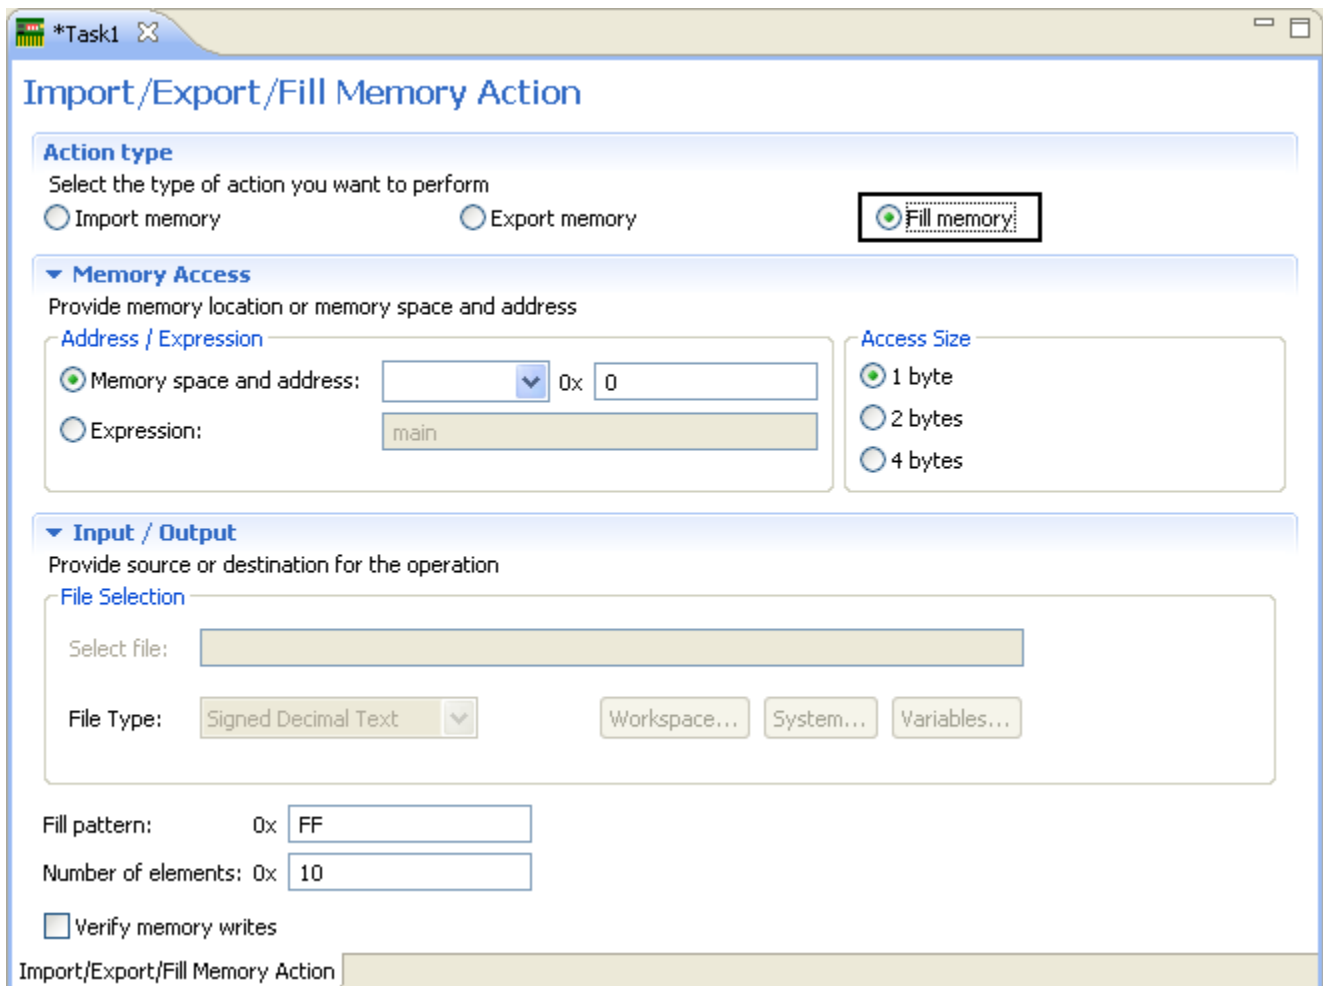 *Task1
Import/Export/Fill Memory Action
Action type
Select the type of action you want to perform
Import memory Export memory Fill memory
Memory Access
Provide memory location or memory space and address
Address / Expression Access Size
Memory space and address: 0x 0 1 byte
2 bytes
Expression: main
4 bytes
Input / Output
Provide source or destination for the operation
File Selection
Select file:
File Type: Signed Decimal Text Workspace... System... Variables...
Fill pattern: 0x FF
Number of elements: 0x 10
Verify memory writes
Import/Export/Fill Memory Action